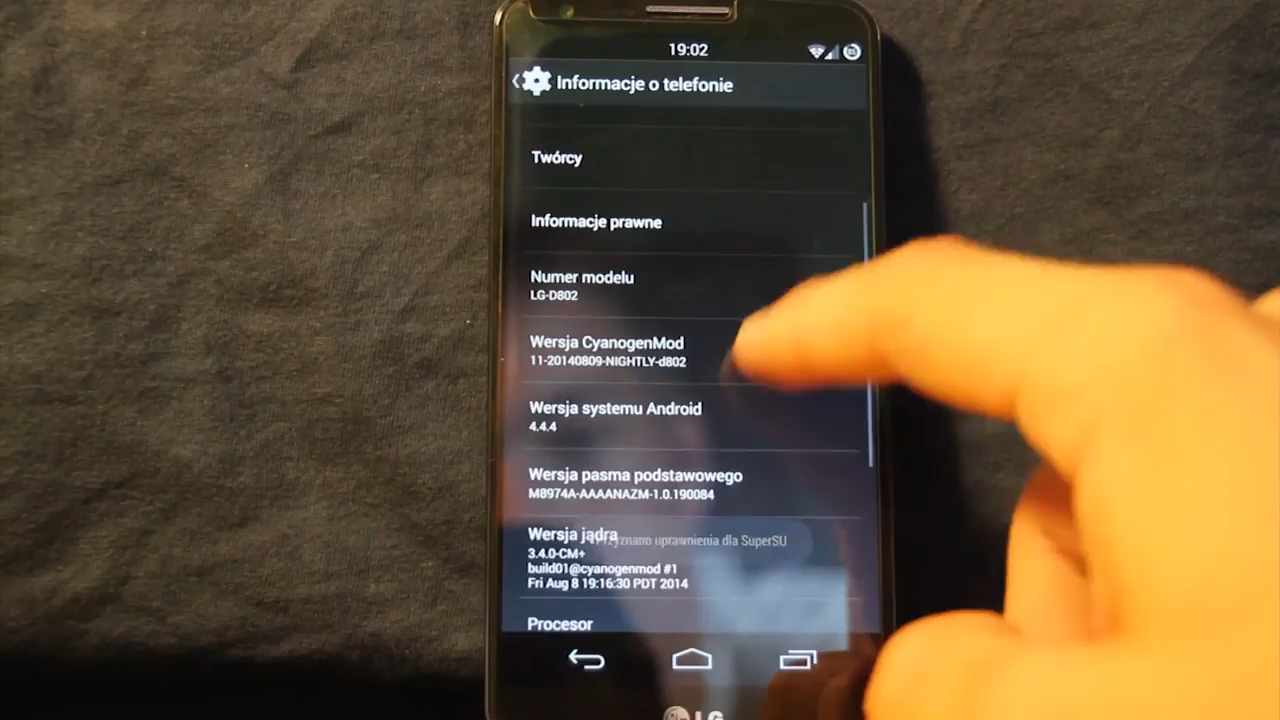 19:02
Informacje o telefonie
Twórcy
Informacje prawne
Numer modelu
LG-D802
Wersja CyanogenMod
11-20140809-NIGHTLY-d802
Wersja systemu Android
4.4.4
Wersja pasma podstawowego
M8974A-AAAANAZM-1.0.190084
Wersja jądra
Przyznano uprawnienia dla SuperSU
3.4.0-CM+
build01@cyanogenmod #1
Fri Aug 8 19:16:30 PDT 2014
Procesor
LG